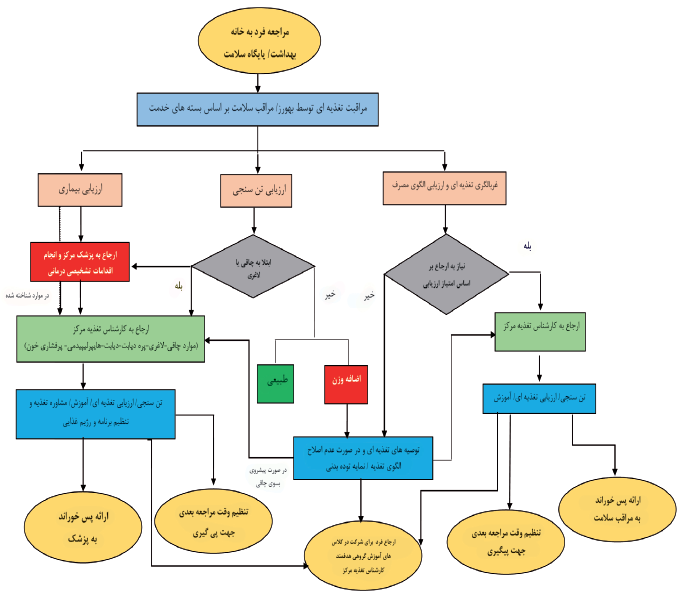 مراجعه فرد به خانه
بهداشت/ پایگاه سلامت
مراقبت تغذیه ای توسط بهورز/ مراقب سلامت بر اساس بسته های خدمت
غربالگری تغذیه ای و ارزیابی الگوی مصرف
ارزیابی تن سنجی
ارزیابی بیماری
نیاز به ارجاع بر
اساس امتیاز ارزیابی
بله
خیر
ابتلا به چاقی یا
لاغری
خیر
بله
ارجاع به پزشک مرکز و انجام
اقدامات تشخیصی درمانی
در موارد شناخته شده
ارجاع به کارشناس تغذیه مرکز
ارجاع به کارشناس تغذیه مرکز
(موارد چاقی-لاغری-پره دیابت-دیابت-هایپرلیپیدمی- پرفشاری خون)
طبیعی
اضافه وزن
تن سنجی/ ارزیابی تغذیه ای/ آموزش
تن سنجی/ارزیابی تغذیه ای/ آموزش/ مشاوره تغذیه و
تنظیم برنامه و رژیم غذایی
توصیه های تغذیه ای و در صورت عدم اصلاح
الگوی تغذیه / نمایه توده بدنی
در صورت پیشروی
بسوی چاقی
ارائه پس خوراند
به مراقب سلامت
تنظیم وقت مراجعه بعدی
جهت پیگیری
ارجاع فرد برای شرکت در کلاس
های آموزش گروهی هدفمند
کارشناس تغذیه مرکز
تنظیم وقت مراجعه بعدی
جهت پی گیری
ارائه پس خوراند
به پزشک